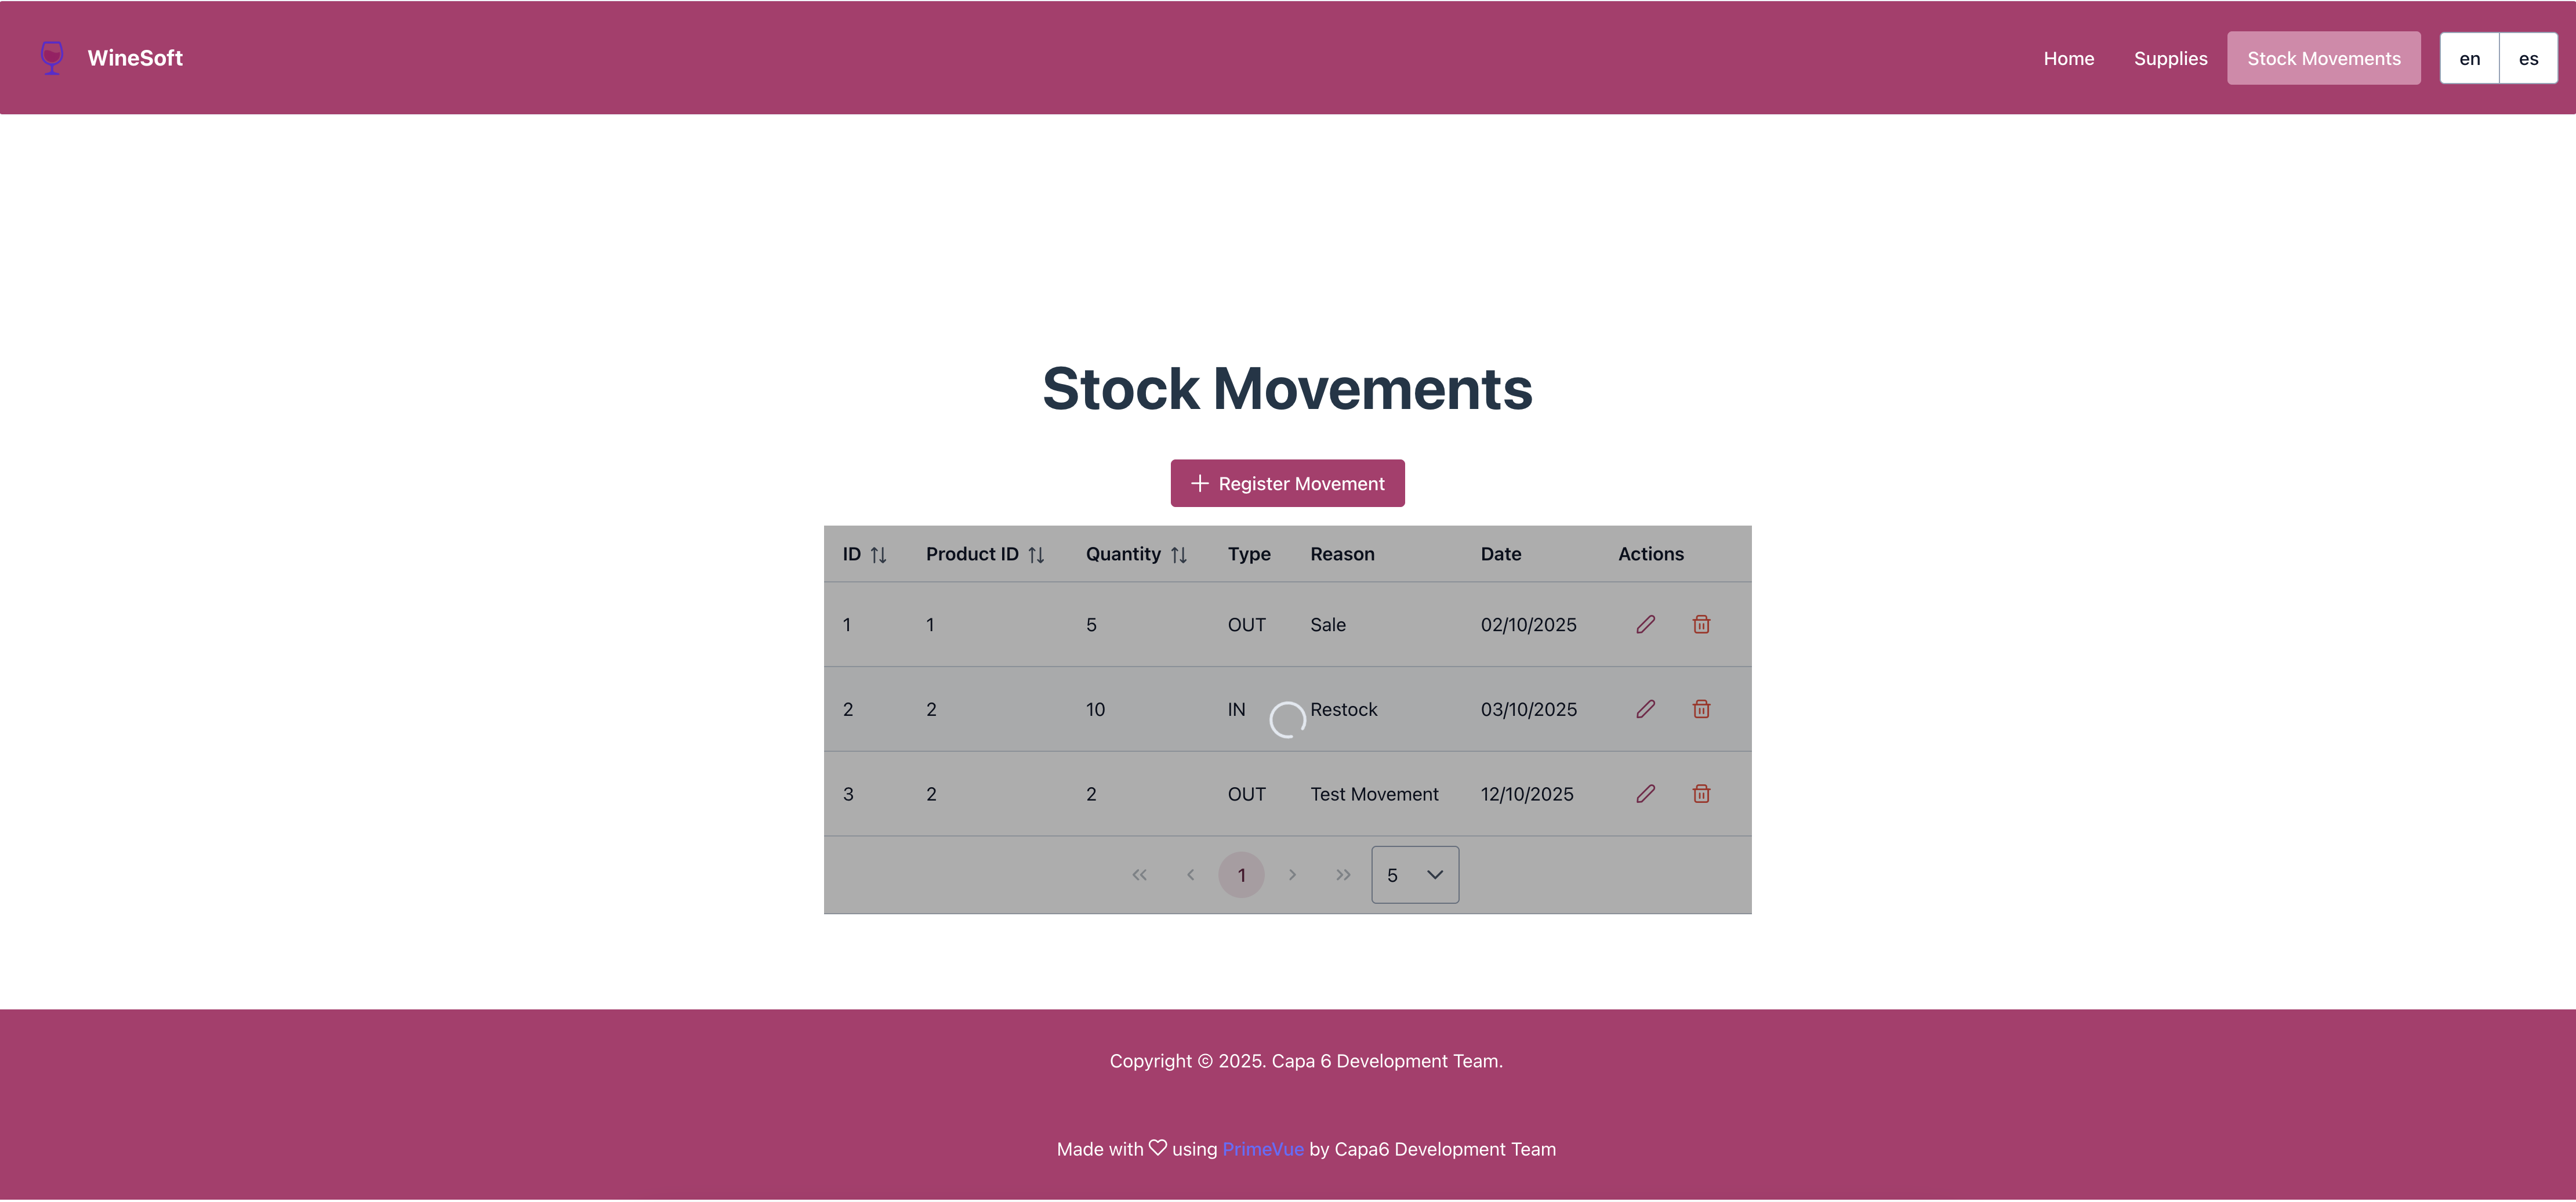 WineSoft Home Supplies Stock Movements en es
Stock Movements
Register Movement
ID Product ID Quantity Type Reason Date Actions
1 1 5 OUT Sale 02/10/2025
2 2 10 IN Restock 03/10/2025
3 2 2 OUT Test Movement 12/10/2025
1 5
Copyright © 2025. Capa 6 Development Team.
Made with ♡ using PrimeVue by Capa6 Development Team